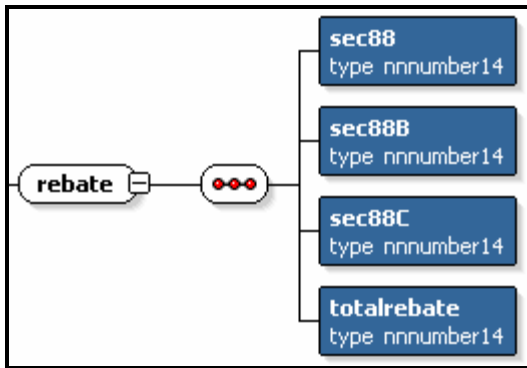 sec88
type nnnumber14
sec88B
type nnnumber14
rebate
sec88C
type nnnumber14
totalrebate
type nnnumber14